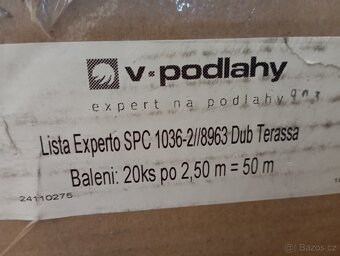 v·podlahy
expert na podlahy
Lista Experto SPC 1036-2//8963 Dub Terassa
Baleni: 20ks po 2,50 m = 50 m
24110275
Bazoš.cz